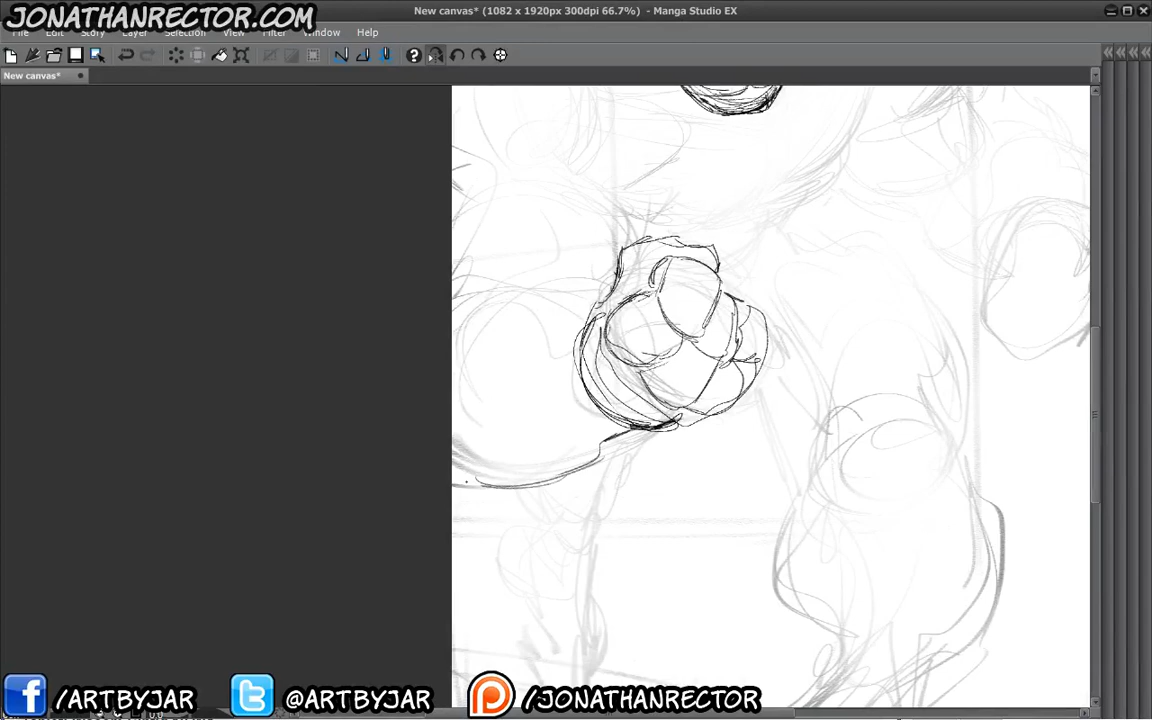 JONATHANRECTOR.COM
New canvas* (1082 x 1920px 300dpi 66.7%) - Manga Studio EX
File Edit Story Layer Selection View Filter Window Help
New canvas*
/ARTBYJAR @ARTBYJAR /JONATHANRECTOR